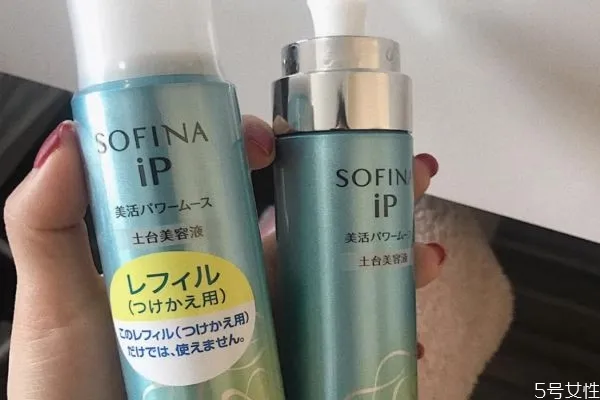 SOFINA
iP
美活パワームース
土台美容液
レフィル
(つけかえ用)
このレフィル(つけかえ用)
だけでは、使えません。
SOFINA
iP
美活パワームース
土台美容液
5号女性